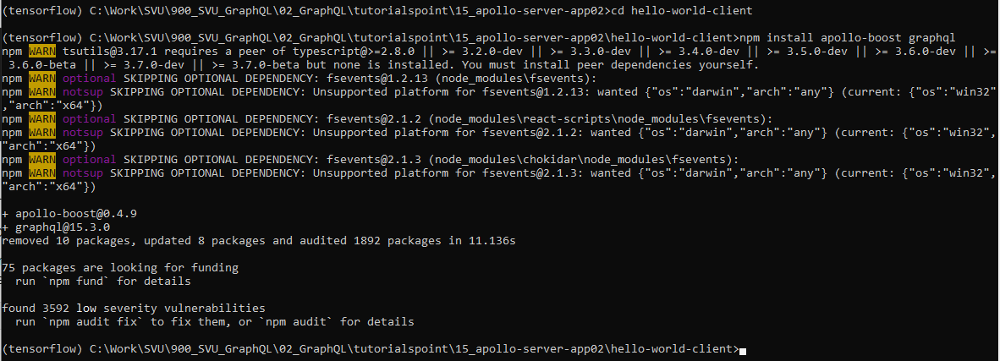 (tensorflow) C:\Work\SVU\900_SVU_GraphQL\02_GraphQL\tutorialspoint\15_apollo-server-app02>cd hello-world-client
(tensorflow) C:\Work\SVU\900_SVU_GraphQL\02_GraphQL\tutorialspoint\15_apollo-server-app02\hello-world-client>npm install apollo-boost graphql
npm WARN tsutils@3.17.1 requires a peer of typescript@>=2.8.0 || >= 3.2.0-dev || >= 3.3.0-dev || >= 3.4.0-dev || >= 3.5.0-dev || >= 3.6.0-dev || >=
3.6.0-beta || >= 3.7.0-dev || >= 3.7.0-beta but none is installed. You must install peer dependencies yourself.
npm WARN optional SKIPPING OPTIONAL DEPENDENCY: fsevents@1.2.13 (node_modules\fsevents):
npm WARN notsup SKIPPING OPTIONAL DEPENDENCY: Unsupported platform for fsevents@1.2.13: wanted {"os":"darwin","arch":"any"} (current: {"os":"win32"
,"arch":"x64"})
npm WARN optional SKIPPING OPTIONAL DEPENDENCY: fsevents@2.1.2 (node_modules\react-scripts\node_modules\fsevents):
npm WARN notsup SKIPPING OPTIONAL DEPENDENCY: Unsupported platform for fsevents@2.1.2: wanted {"os":"darwin","arch":"any"} (current: {"os":"win32",
"arch":"x64"})
npm WARN optional SKIPPING OPTIONAL DEPENDENCY: fsevents@2.1.3 (node_modules\chokidar\node_modules\fsevents):
npm WARN notsup SKIPPING OPTIONAL DEPENDENCY: Unsupported platform for fsevents@2.1.3: wanted {"os":"darwin","arch":"any"} (current: {"os":"win32",
"arch":"x64"})
+ apollo-boost@0.4.9
+ graphql@15.3.0
removed 10 packages, updated 8 packages and audited 1892 packages in 11.136s
75 packages are looking for funding
run `npm fund` for details
found 3592 low severity vulnerabilities
run `npm audit fix` to fix them, or `npm audit` for details
(tensorflow) C:\Work\SVU\900_SVU_GraphQL\02_GraphQL\tutorialspoint\15_apollo-server-app02\hello-world-client>